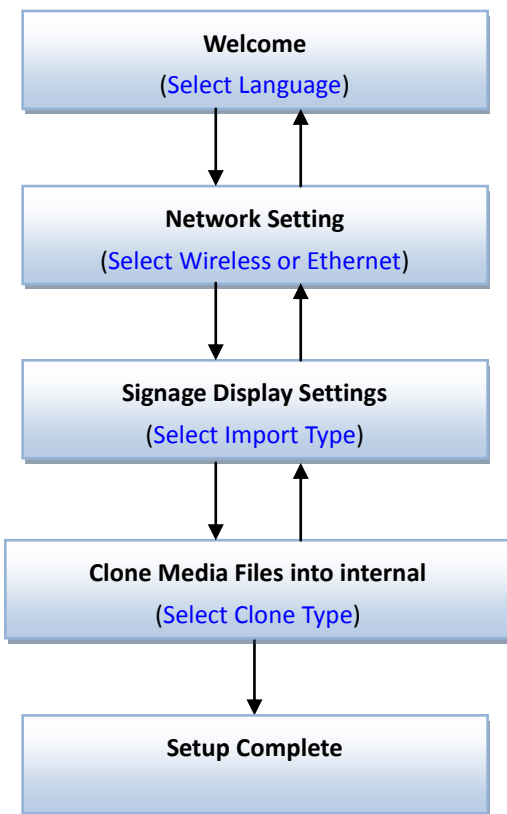 Welcome
(Select Language)
Network Setting
(Select Wireless or Ethernet)
Signage Display Settings
(Select Import Type)
Clone Media Files into internal
(Select Clone Type)
Setup Complete